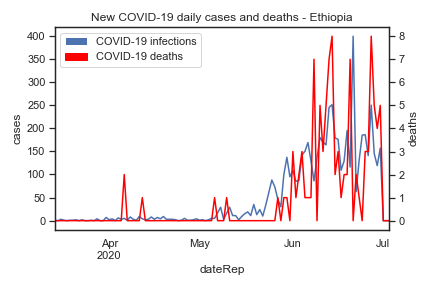 New COVID-19 daily cases and deaths - Ethiopia
COVID-19 infections
COVID-19 deaths
400
350
300
250
200
150
100
50
0
cases
8
7
6
5
4
3
2
1
0
deaths
Apr
2020
May
Jun
Jul
dateRep